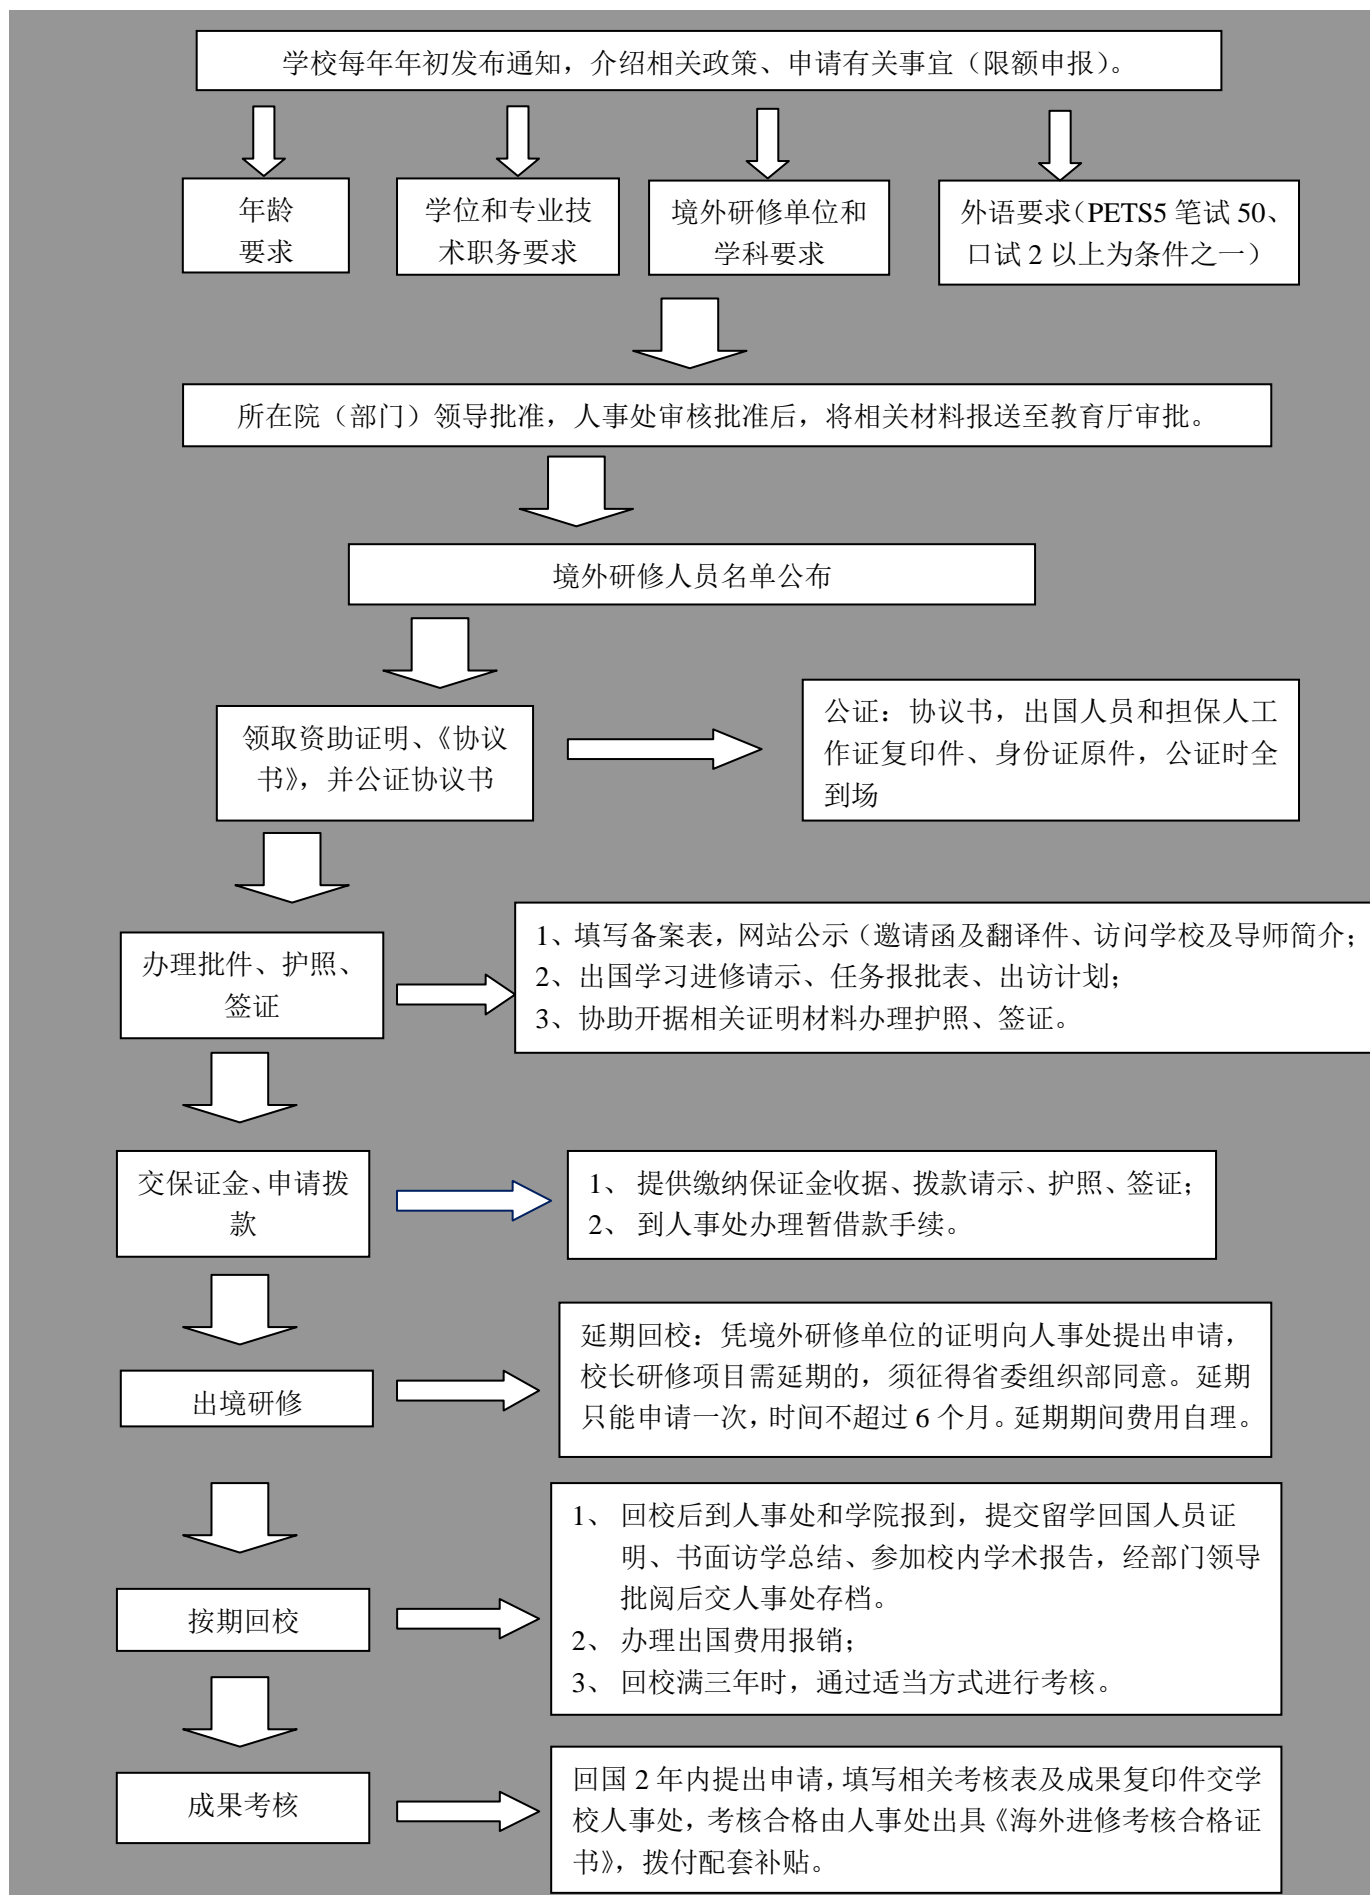 学校每年年初发布通知，介绍相关政策、申请有关事宜（限额申报）。
年龄
要求
学位和专业技
术职务要求
境外研修单位和
学科要求
外语要求（PETS5 笔试 50、
口试 2 以上为条件之一）
所在院（部门）领导批准，人事处审核批准后，将相关材料报送至教育厅审批。
境外研修人员名单公布
领取资助证明、《协议
书》，并公证协议书
公证：协议书，出国人员和担保人工
作证复印件、身份证原件，公证时全
到场
办理批件、护照、
签证
1、填写备案表，网站公示（邀请函及翻译件、访问学校及导师简介；
2、出国学习进修请示、任务报批表、出访计划；
3、协助开据相关证明材料办理护照、签证。
交保证金、申请拨
款
1、 提供缴纳保证金收据、拨款请示、护照、签证；
2、 到人事处办理暂借款手续。
出境研修
延期回校：凭境外研修单位的证明向人事处提出申请，
校长研修项目需延期的，须征得省委组织部同意。延期
只能申请一次，时间不超过 6 个月。延期期间费用自理。
按期回校
1、 回校后到人事处和学院报到，提交留学回国人员证
明、书面访学总结、参加校内学术报告，经部门领导
批阅后交人事处存档。
2、 办理出国费用报销；
3、 回校满三年时，通过适当方式进行考核。
成果考核
回国 2 年内提出申请，填写相关考核表及成果复印件交学
校人事处，考核合格由人事处出具《海外进修考核合格证
书》，拨付配套补贴。